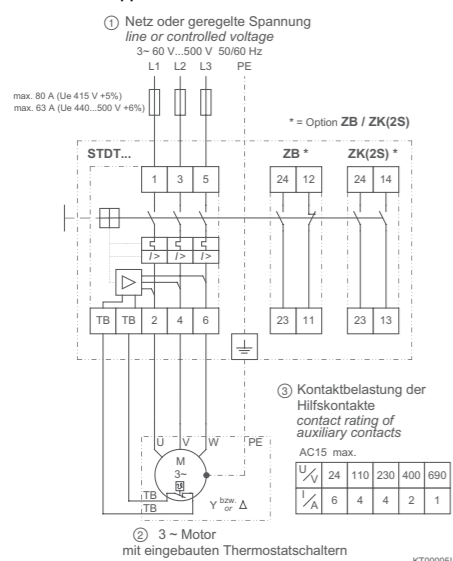 ① Netz oder geregelte Spannung
line or controlled voltage
3~ 60 V...500 V 50/60 Hz
L1 L2 L3 PE
max. 80 A (Ue 415 V +5%)
max. 63 A (Ue 440...500 V +6%)
* = Option ZB / ZK(2S)
STDT... ZB * ZK(2S) *
1 3 5 24 12 24 14
I> I> I>
TB TB 2 4 6 23 11 23 13
③ Kontaktbelastung der
Hilfskontakte
contact rating of
auxiliary contacts
AC15 max.
U/V 24 110 230 400 690
I/A 6 4 4 2 1
U V W PE
M
3~
TB
TB
Y bzw. or Δ
② 3 ~ Motor
mit eingebauten Thermostatschaltern